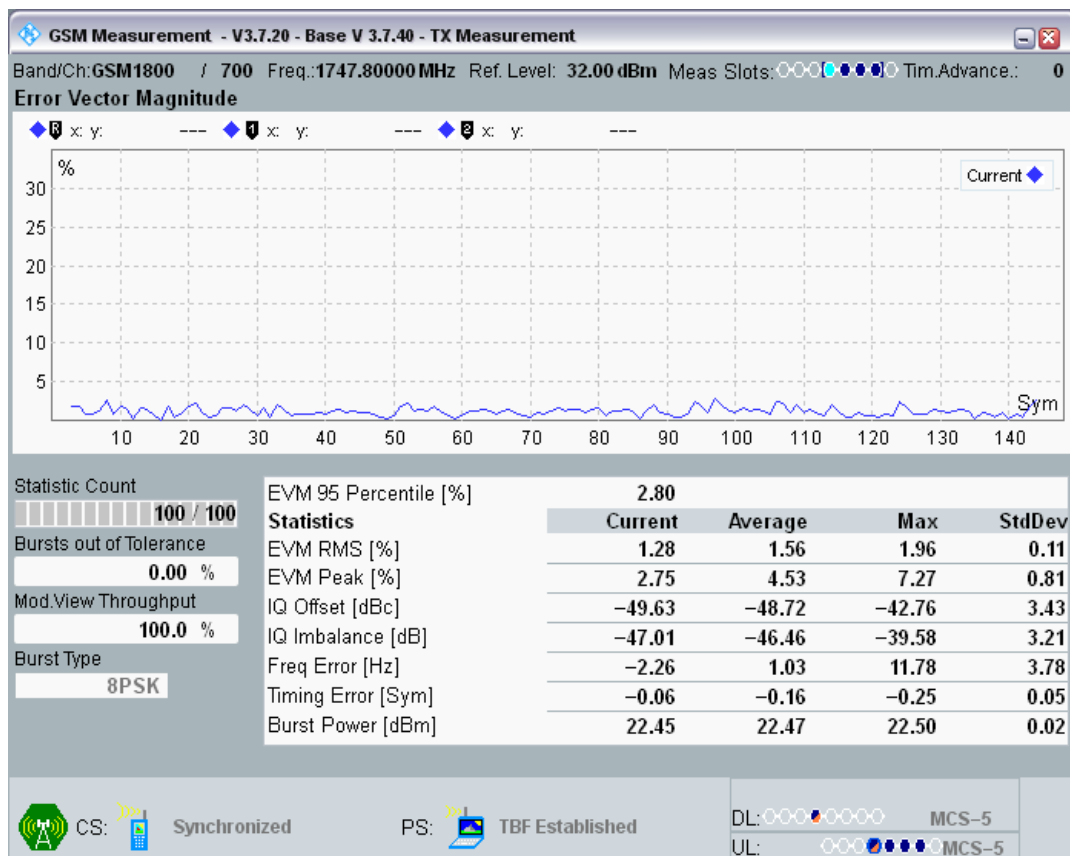 GSM Measurement - V3.7.20 - Base V 3.7.40 - TX Measurement
Band/Ch:GSM1800 / 700 Freq.:1747.80000 MHz Ref. Level: 32.00 dBm Meas Slots: Tim.Advance.: 0
Error Vector Magnitude
R x: y: --- 1 x: y: --- 2 x: y: ---
%
Current
30
25
20
15
10
5
Sym
10 20 30 40 50 60 70 80 90 100 110 120 130 140
Statistic Count
100 / 100
Bursts out of Tolerance
0.00 %
Mod.View Throughput
100.0 %
Burst Type
8PSK
EVM 95 Percentile [%] 2.80
Statistics Current Average Max StdDev
EVM RMS [%] 1.28 1.56 1.96 0.11
EVM Peak [%] 2.75 4.53 7.27 0.81
IQ Offset [dBc] −49.63 −48.72 −42.76 3.43
IQ Imbalance [dB] −47.01 −46.46 −39.58 3.21
Freq Error [Hz] −2.26 1.03 11.78 3.78
Timing Error [Sym] −0.06 −0.16 −0.25 0.05
Burst Power [dBm] 22.45 22.47 22.50 0.02
CS: Synchronized PS: TBF Established
DL: MCS−5
UL: MCS−5